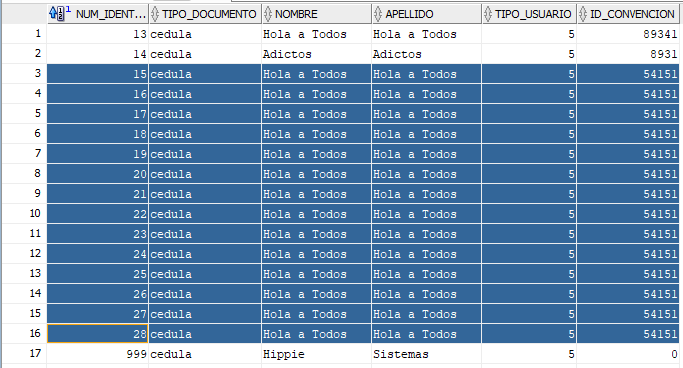 NUM_IDENT... TIPO_DOCUMENTO NOMBRE APELLIDO TIPO_USUARIO ID_CONVENCION
1 13 cedula Hola a Todos Hola a Todos 5 89341
2 14 cedula Adictos Adictos 5 8931
3 15 cedula Hola a Todos Hola a Todos 5 54151
4 16 cedula Hola a Todos Hola a Todos 5 54151
5 17 cedula Hola a Todos Hola a Todos 5 54151
6 18 cedula Hola a Todos Hola a Todos 5 54151
7 19 cedula Hola a Todos Hola a Todos 5 54151
8 20 cedula Hola a Todos Hola a Todos 5 54151
9 21 cedula Hola a Todos Hola a Todos 5 54151
10 22 cedula Hola a Todos Hola a Todos 5 54151
11 23 cedula Hola a Todos Hola a Todos 5 54151
12 24 cedula Hola a Todos Hola a Todos 5 54151
13 25 cedula Hola a Todos Hola a Todos 5 54151
14 26 cedula Hola a Todos Hola a Todos 5 54151
15 27 cedula Hola a Todos Hola a Todos 5 54151
16 28 cedula Hola a Todos Hola a Todos 5 54151
17 999 cedula Hippie Sistemas 5 0